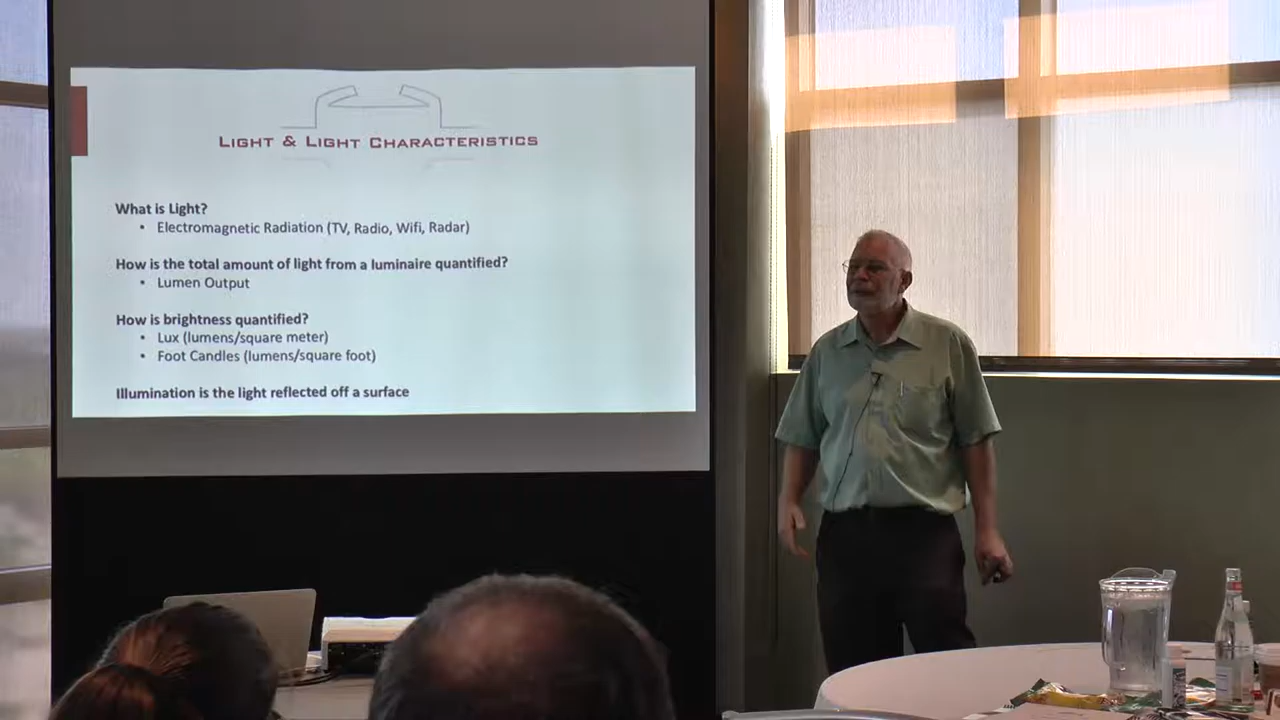 LIGHT & LIGHT CHARACTERISTICS
What is Light?
• Electromagnetic Radiation (TV, Radio, Wifi, Radar)
How is the total amount of light from a luminaire quantified?
• Lumen Output
How is brightness quantified?
• Lux (lumens/square meter)
• Foot Candles (lumens/square foot)
Illumination is the light reflected off a surface